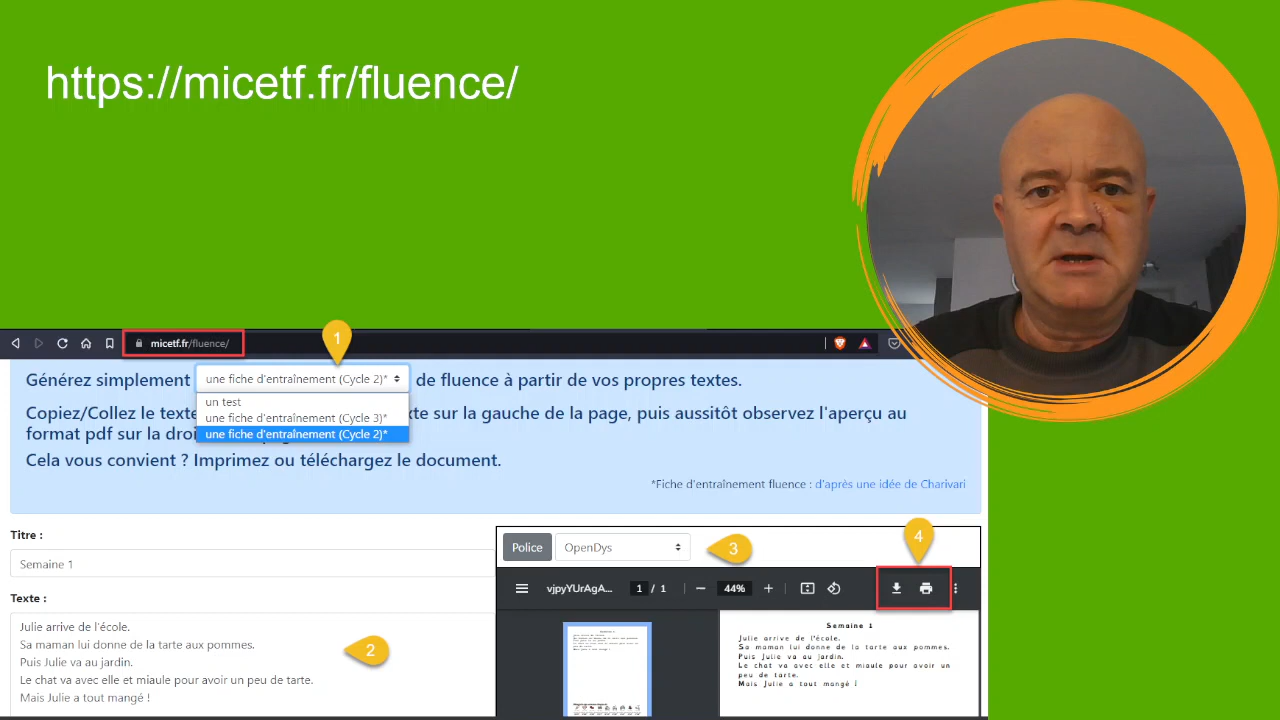 https://micetf.fr/fluence/
1
micetf.fr/fluence/
Générez simplement une fiche d'entraînement (Cycle 2)* de fluence à partir de vos propres textes.
un test
une fiche d'entraînement (Cycle 3)*
une fiche d'entraînement (Cycle 2)*
Copiez/Collez le texte xte sur la gauche de la page, puis aussitôt observez l'aperçu au
format pdf sur la droi
Cela vous convient ? Imprimez ou téléchargez le document.
*Fiche d'entraînement fluence : d'après une idée de Charivari
Titre :
Semaine 1
Texte :
Julie arrive de l'école.
Sa maman lui donne de la tarte aux pommes.
Puis Julie va au jardin.
Le chat va avec elle et miaule pour avoir un peu de tarte.
Mais Julie a tout mangé !
2
Police OpenDys
3
4
vjpyYUrAgA... 1 / 1 44%
Semaine 1
Julie arrive de l'école.
Sa maman lui donne de la tarte aux pommes.
Puis Julie va au jardin.
Le chat va avec elle et miaule pour avoir un
peu de tarte.
Mais Julie a tout mangé !